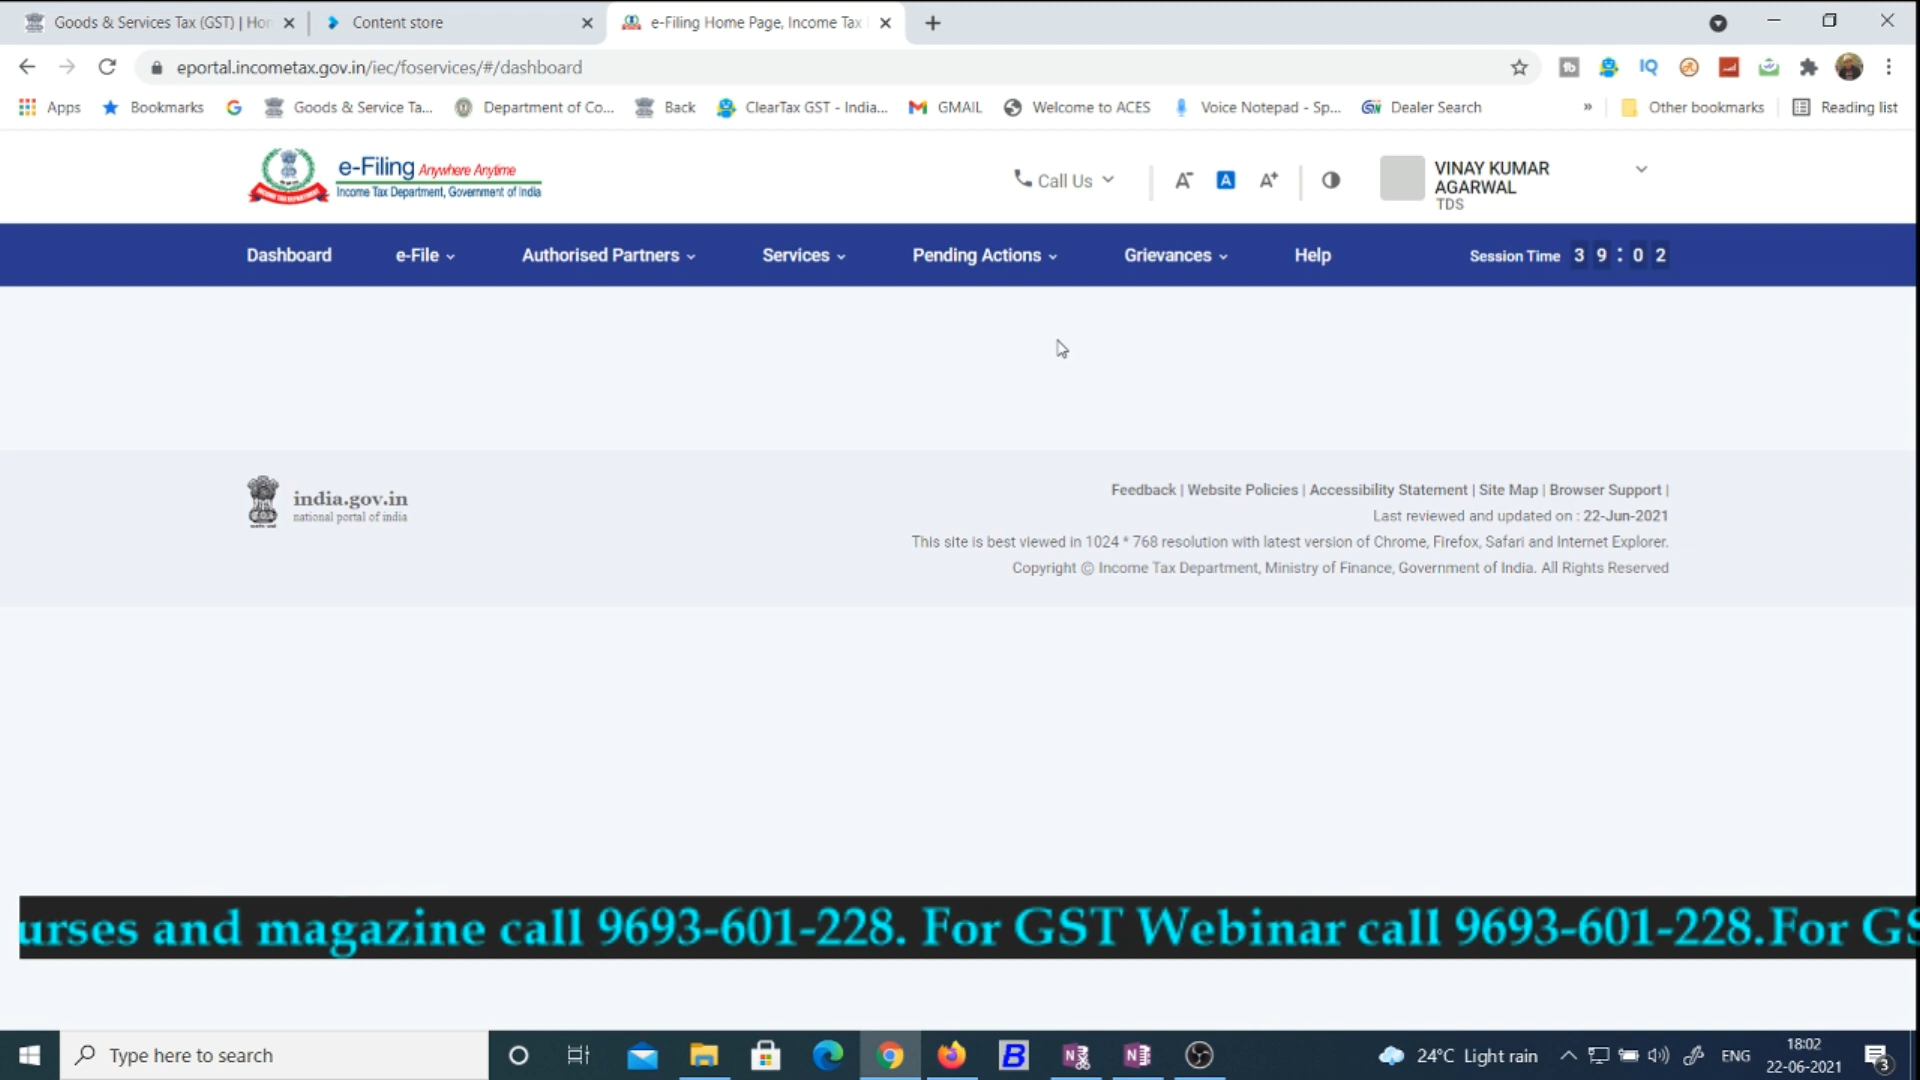 Goods & Services Tax (GST) | Hor
Content store
e-Filing Home Page, Income Tax
eportal.incometax.gov.in/iec/foservices/#/dashboard
Apps
Bookmarks
Goods & Service Ta...
Department of Co...
Back
ClearTax GST - India...
GMAIL
Welcome to ACES
Voice Notepad - Sp...
Dealer Search
»
Other bookmarks
Reading list
e-Filing Anywhere Anytime
Income Tax Department, Government of India
Call Us
A-
A
A+
VINAY KUMAR
AGARWAL
TDS
Dashboard
e-File
Authorised Partners
Services
Pending Actions
Grievances
Help
Session Time 3 9 : 0 2
india.gov.in
national portal of india
Feedback | Website Policies | Accessibility Statement | Site Map | Browser Support |
Last reviewed and updated on : 22-Jun-2021
This site is best viewed in 1024 * 768 resolution with latest version of Chrome, Firefox, Safari and Internet Explorer.
Copyright © Income Tax Department, Ministry of Finance, Government of India. All Rights Reserved
urses and magazine call 9693-601-228. For GST Webinar call 9693-601-228.For GS
Type here to search
24°C Light rain
ENG
18:02
22-06-2021
3